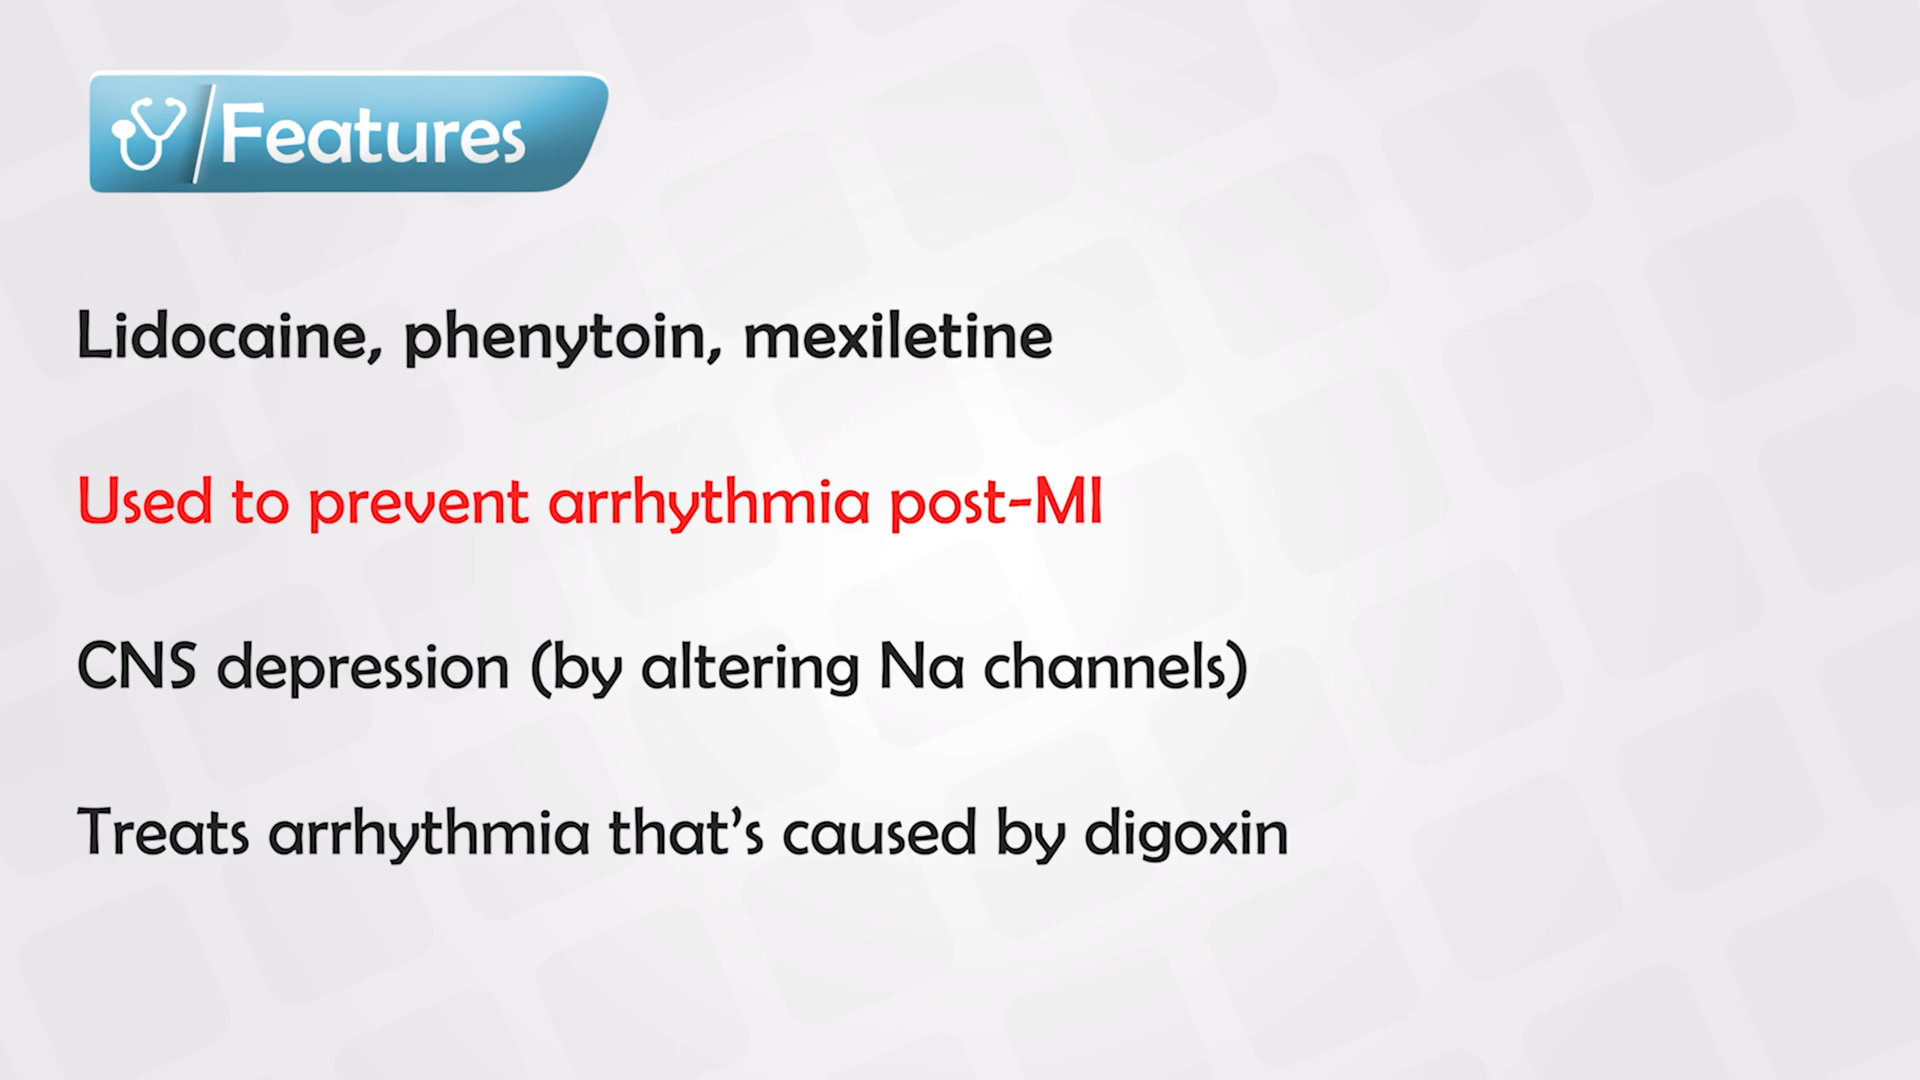 Features
Lidocaine, phenytoin, mexiletine
Used to prevent arrhythmia post-MI
CNS depression (by altering Na channels)
Treats arrhythmia that’s caused by digoxin